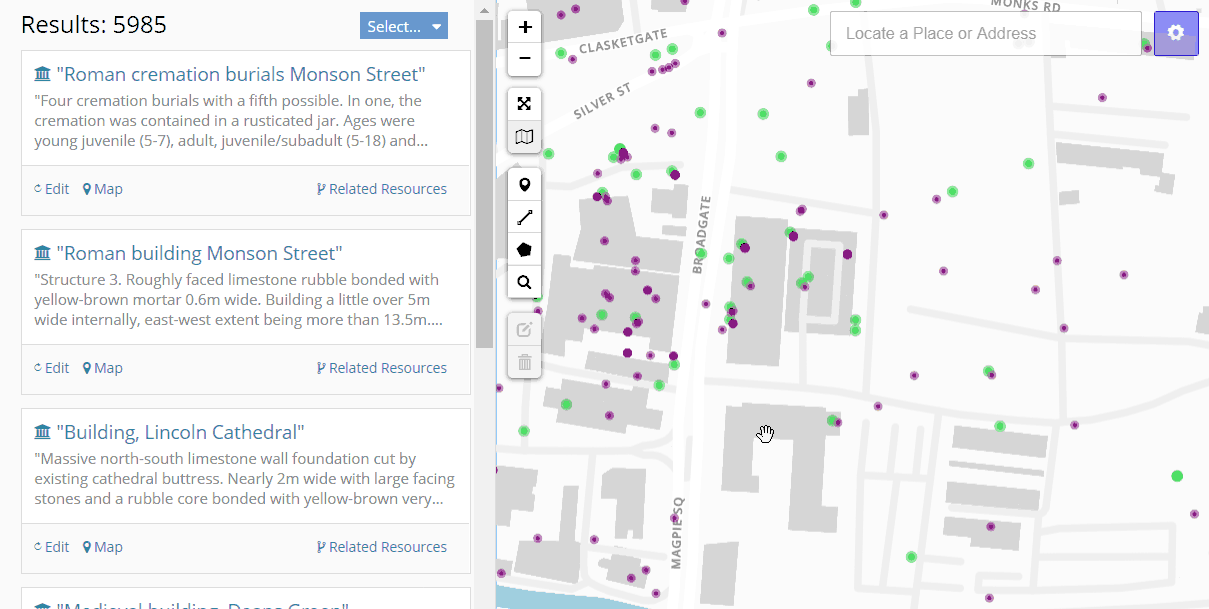 Results: 5985
Select...
"Roman cremation burials Monson Street"
"Four cremation burials with a fifth possible. In one, the
cremation was contained in a rusticated jar. Ages were
young juvenile (5-7), adult, juvenile/subadult (5-18) and...
Edit Map Related Resources
"Roman building Monson Street"
"Structure 3. Roughly faced limestone rubble bonded with
yellow-brown mortar 0.6m wide. Building a little over 5m
wide internally, east-west extent being more than 13.5m....
Edit Map Related Resources
"Building, Lincoln Cathedral"
"Massive north-south limestone wall foundation cut by
existing cathedral buttress. Nearly 2m wide with large facing
stones and a rubble core bonded with yellow-brown very...
Edit Map Related Resources
"Medieval building, Deans Green"
+
−
Locate a Place or Address
MONKS RD
CLASKETGATE
SILVER ST
BROADGATE
MAGPIE SQ